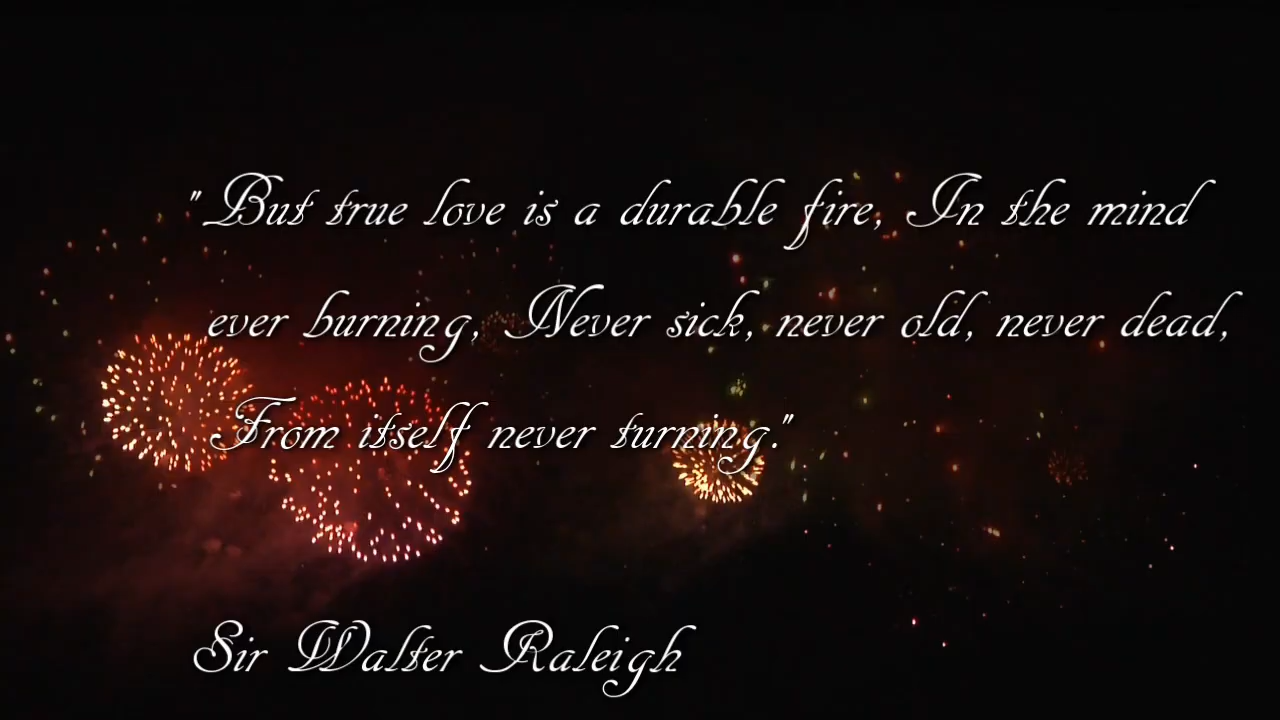 "But true love is a durable fire, In the mind
ever burning, Never sick, never old, never dead,
From itself never turning."
Sir Walter Raleigh